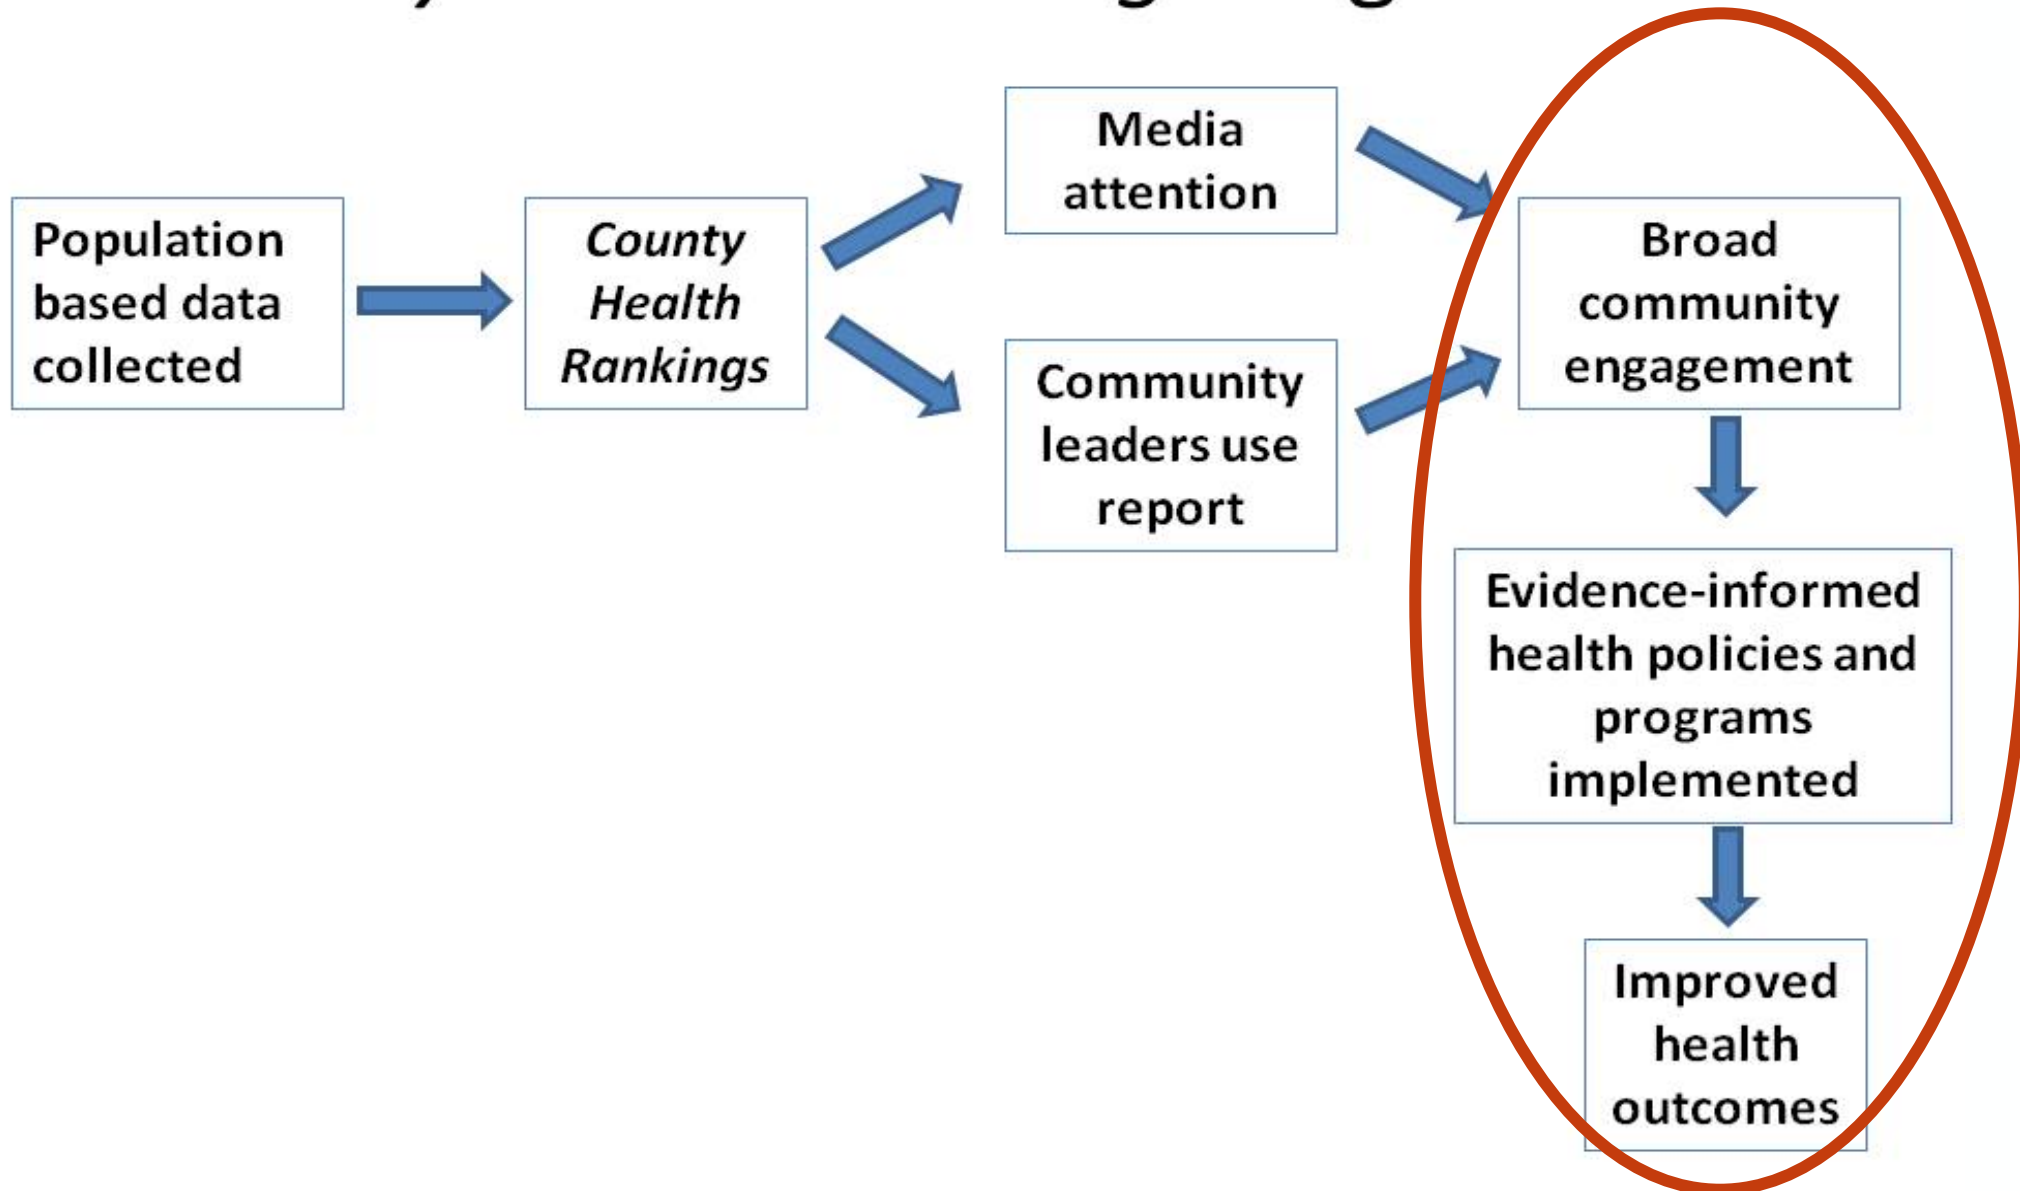 Population
based data
collected
County
Health
Rankings
Media
attention
Community
leaders use
report
Broad
community
engagement
Evidence-informed
health policies and
programs
implemented
Improved
health
outcomes